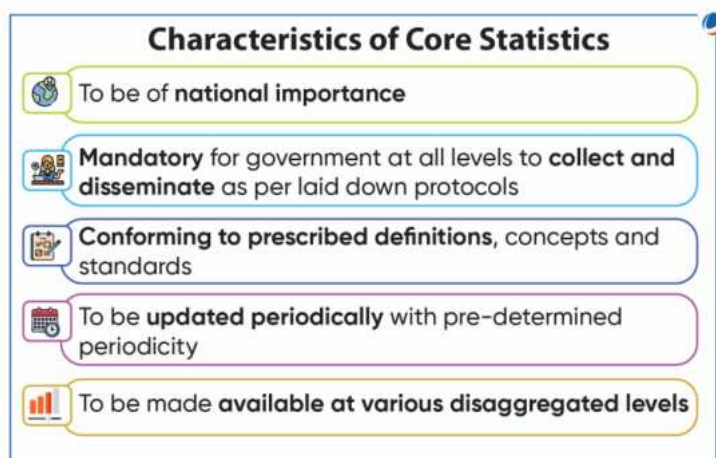 Characteristics of Core Statistics
To be of national importance
Mandatory for government at all levels to collect and
disseminate as per laid down protocols
Conforming to prescribed definitions, concepts and
standards
To be updated periodically with pre-determined
periodicity
To be made available at various disaggregated levels